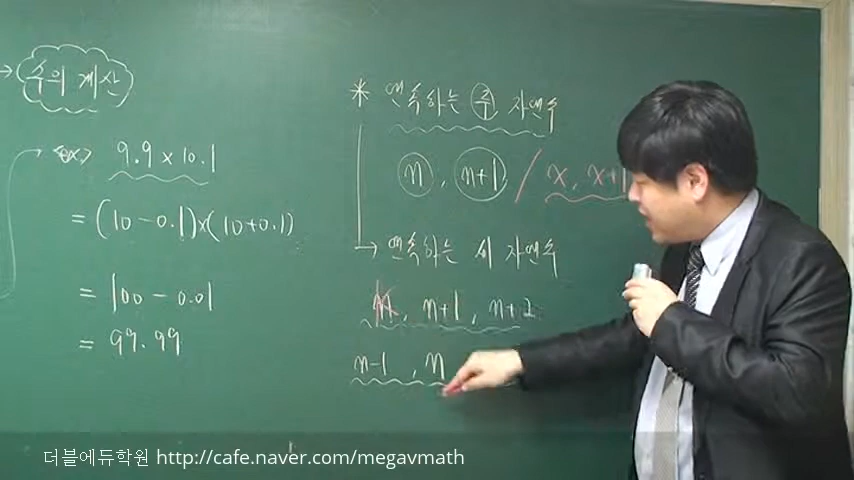 → 수의 계산
<ex> 9.9 × 10.1
= (10 - 0.1) × (10 + 0.1)
= 100 - 0.01
= 99.99
* 연속하는 두 자연수
n , n+1 / x, x+1
→ 연속하는 세 자연수
n , n+1 , n+2
n-1 , n
더블에듀학원 http://cafe.naver.com/megavmath